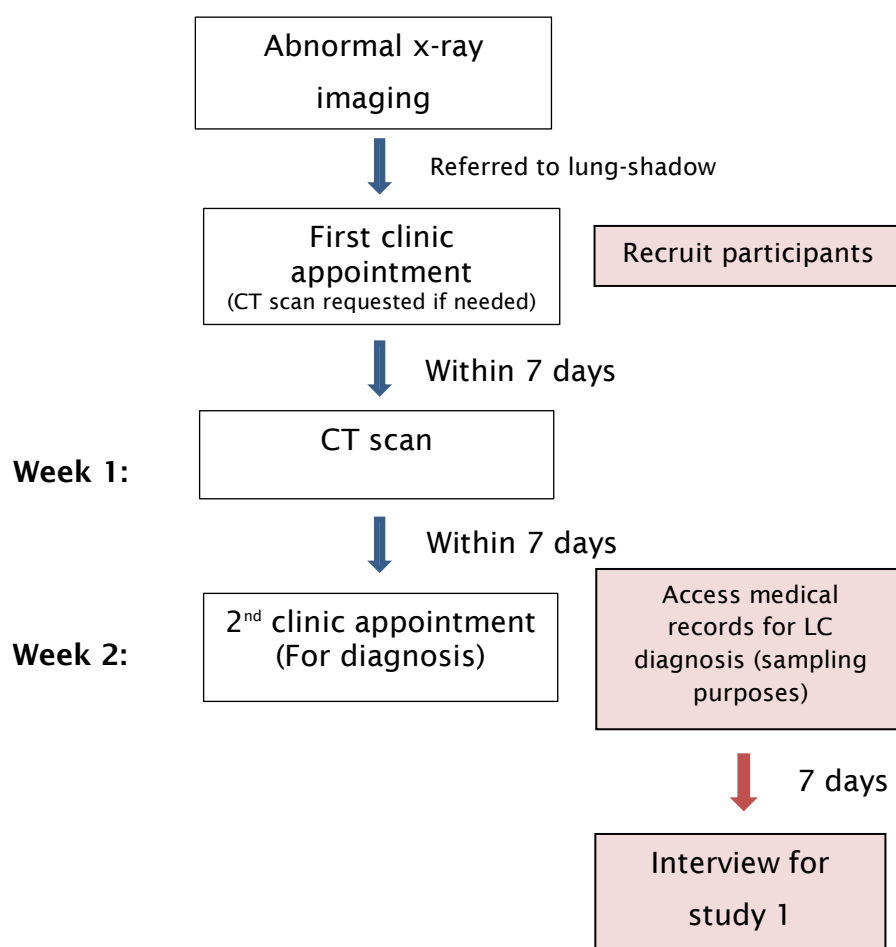 Abnormal x-ray
imaging
Referred to lung-shadow
First clinic
appointment
(CT scan requested if needed)
Recruit participants
Within 7 days
CT scan
Week 1:
Within 7 days
2nd clinic appointment
(For diagnosis)
Week 2:
Access medical
records for LC
diagnosis (sampling
purposes)
7 days
Interview for
study 1